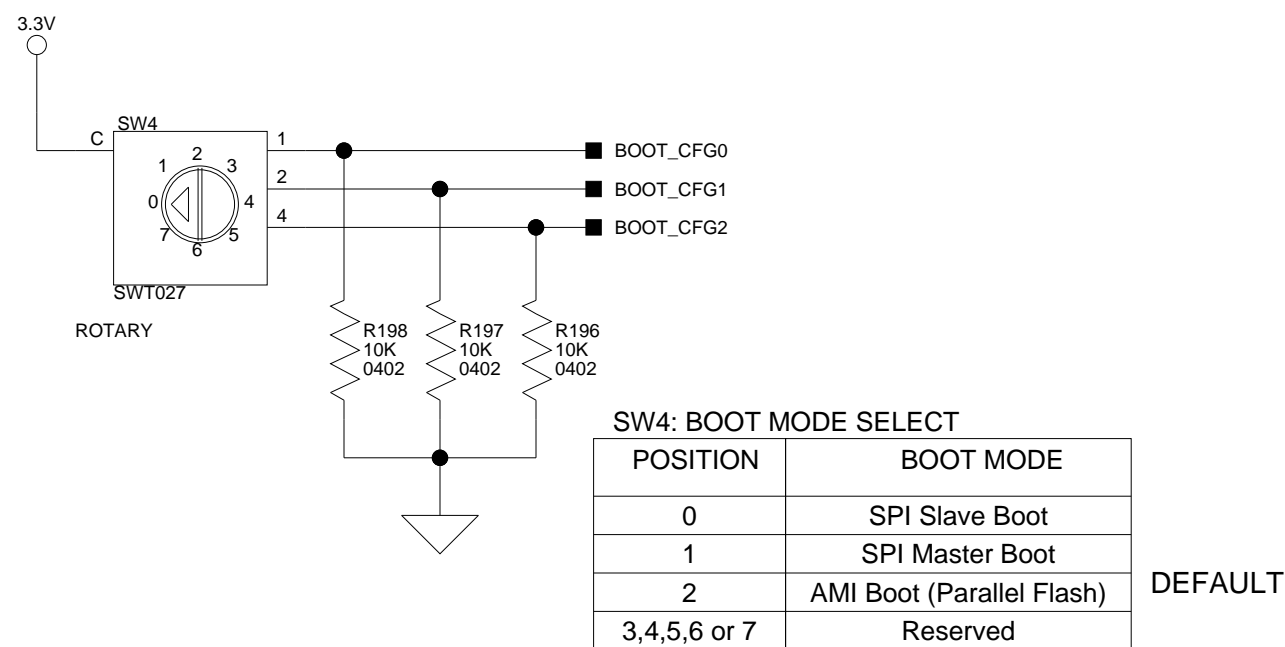 3.3V
C
SW4
1
2
4
0
1
2
3
4
5
6
7
SWT027
ROTARY
BOOT_CFG0
BOOT_CFG1
BOOT_CFG2
R198
10K
0402
R197
10K
0402
R196
10K
0402
SW4: BOOT MODE SELECT
POSITION BOOT MODE
0 SPI Slave Boot
1 SPI Master Boot
2 AMI Boot (Parallel Flash) DEFAULT
3,4,5,6 or 7 Reserved